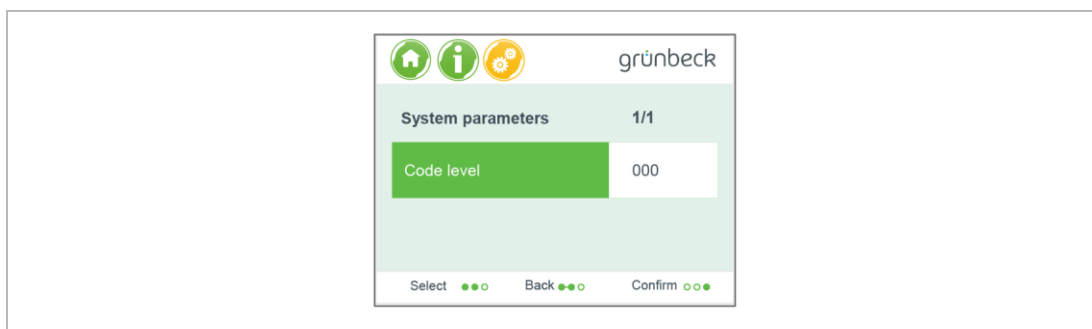 grünbeck
System parameters 1/1
Code level 000
Select Back Confirm